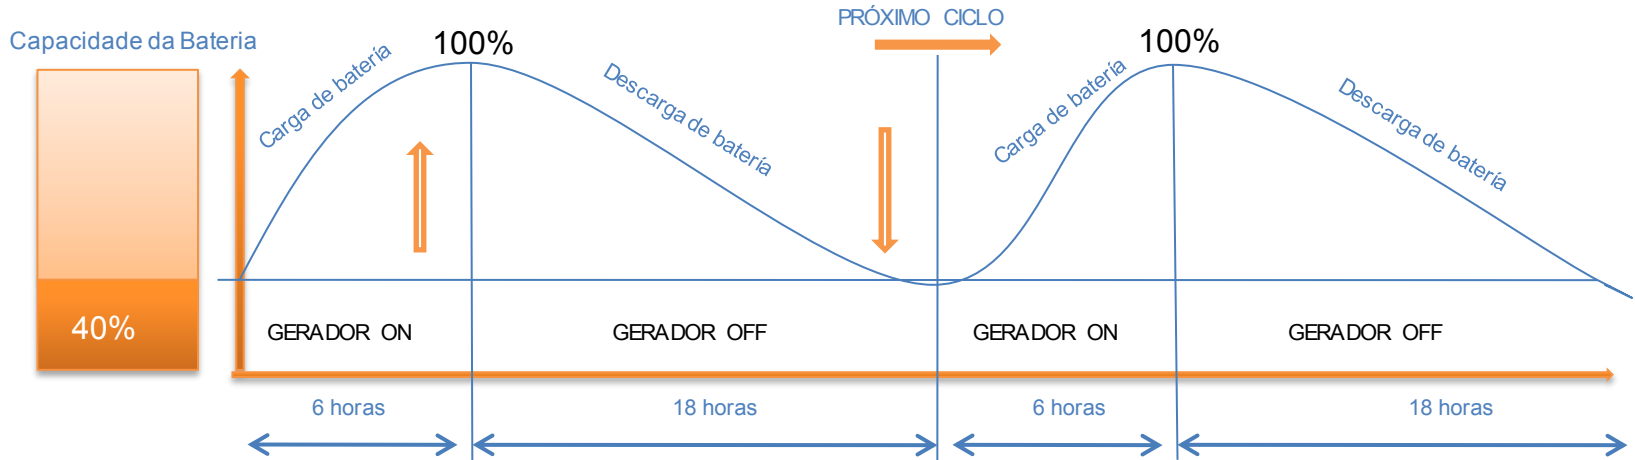 PRÓXIMO CICLO
Capacidade da Bateria
100%
100%
Carga de batería
Descarga de batería
Carga de batería
Descarga de batería
40%
GERADOR ON
GERADOR OFF
GERADOR ON
GERADOR OFF
6 horas
18 horas
6 horas
18 horas